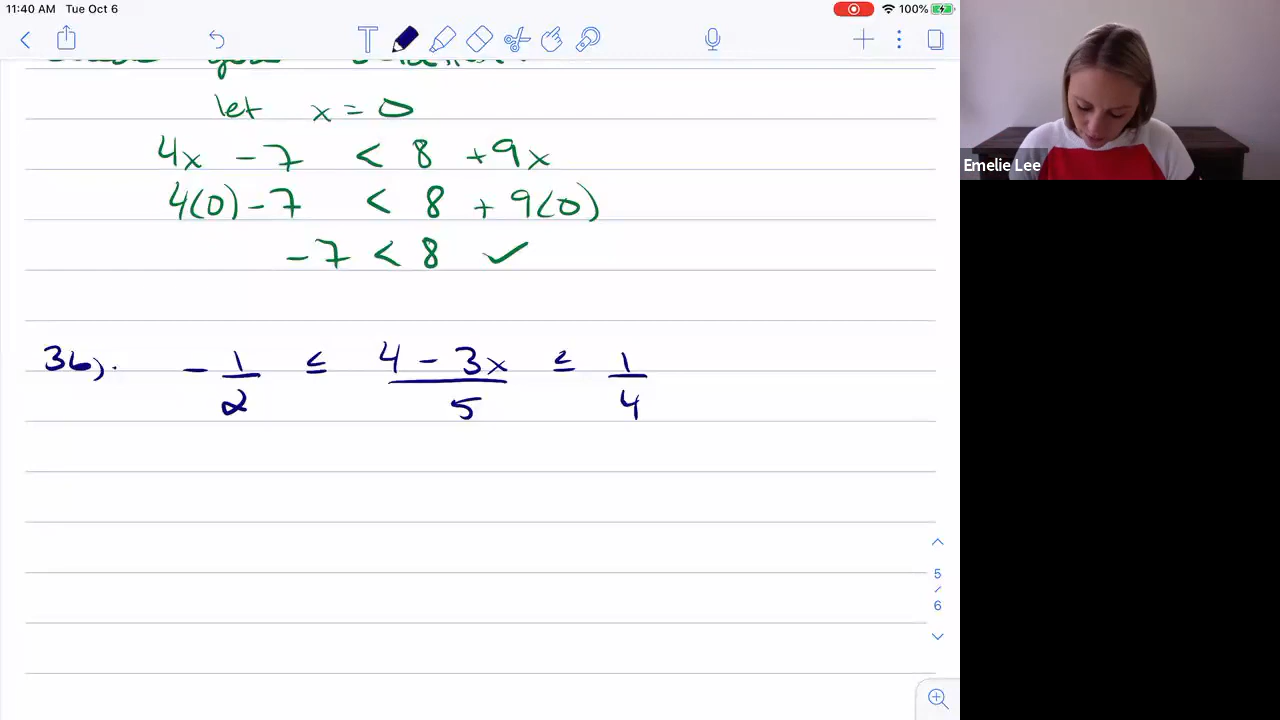 11:40 AM Tue Oct 6
100%
T
let x = 0
4x - 7 < 8 + 9x
4(0) - 7 < 8 + 9(0)
-7 < 8 ✓
36). - 1/2 ≤ (4 - 3x)/5 ≤ 1/4
5
6
Emelie Lee